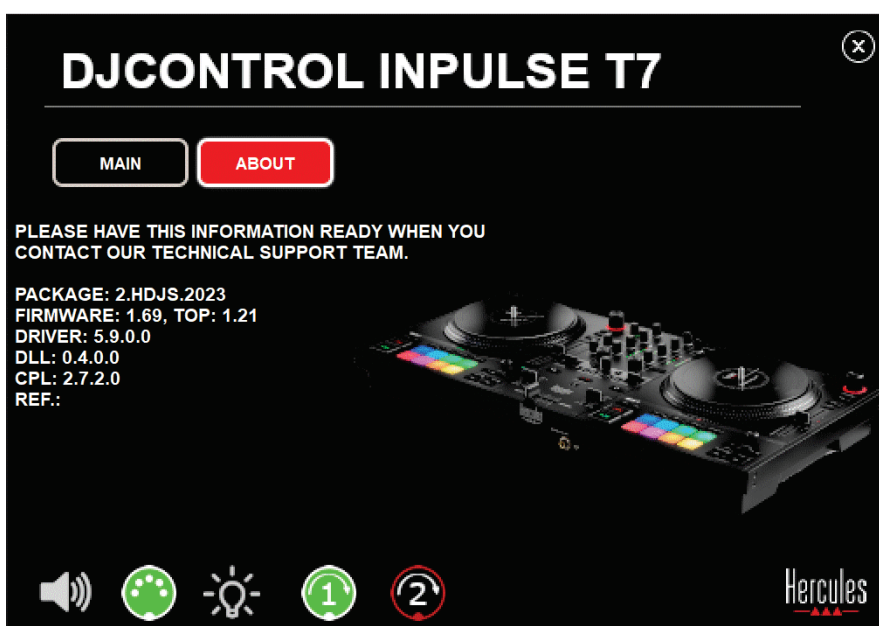 DJCONTROL INPULSE T7
MAIN
ABOUT
PLEASE HAVE THIS INFORMATION READY WHEN YOU
CONTACT OUR TECHNICAL SUPPORT TEAM.
PACKAGE: 2.HDJS.2023
FIRMWARE: 1.69, TOP: 1.21
DRIVER: 5.9.0.0
DLL: 0.4.0.0
CPL: 2.7.2.0
REF.:
1
2
Hercules